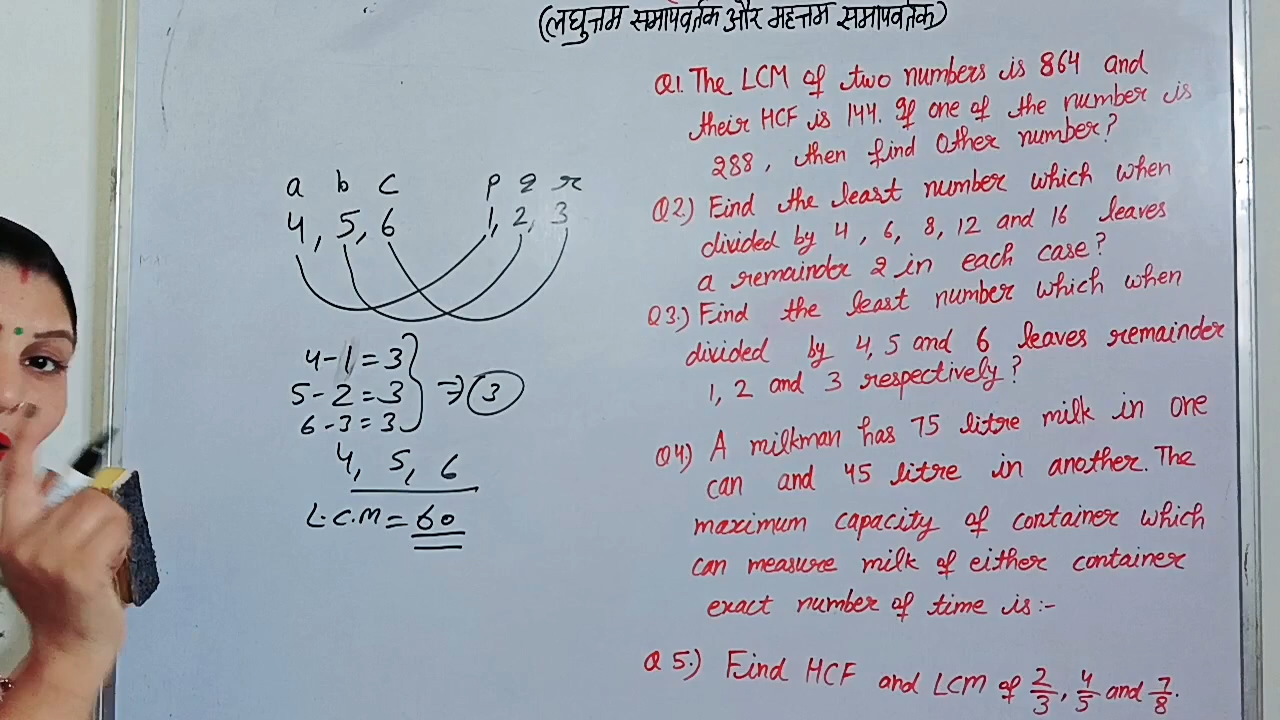 (लघुत्तम समापवर्तक और महत्तम समापवर्तक)
a b c p q r
4, 5, 6 1, 2, 3
4-1=3
5-2=3
6-3=3
⇒ 3
4, 5, 6
L.C.M = 60
Q1. The LCM of two numbers is 864 and
their HCF is 144. If one of the number is
288, then find other number?
Q2.) Find the least number which when
divided by 4, 6, 8, 12 and 16 leaves
a remainder 2 in each case?
Q3.) Find the least number which when
divided by 4, 5 and 6 leaves remainder
1, 2 and 3 respectively?
Q4.) A milkman has 75 litre milk in one
can and 45 litre in another. The
maximum capacity of container which
can measure milk of either container
exact number of time is:-
Q5.) Find HCF and LCM of 2/3, 4/5 and 7/8.